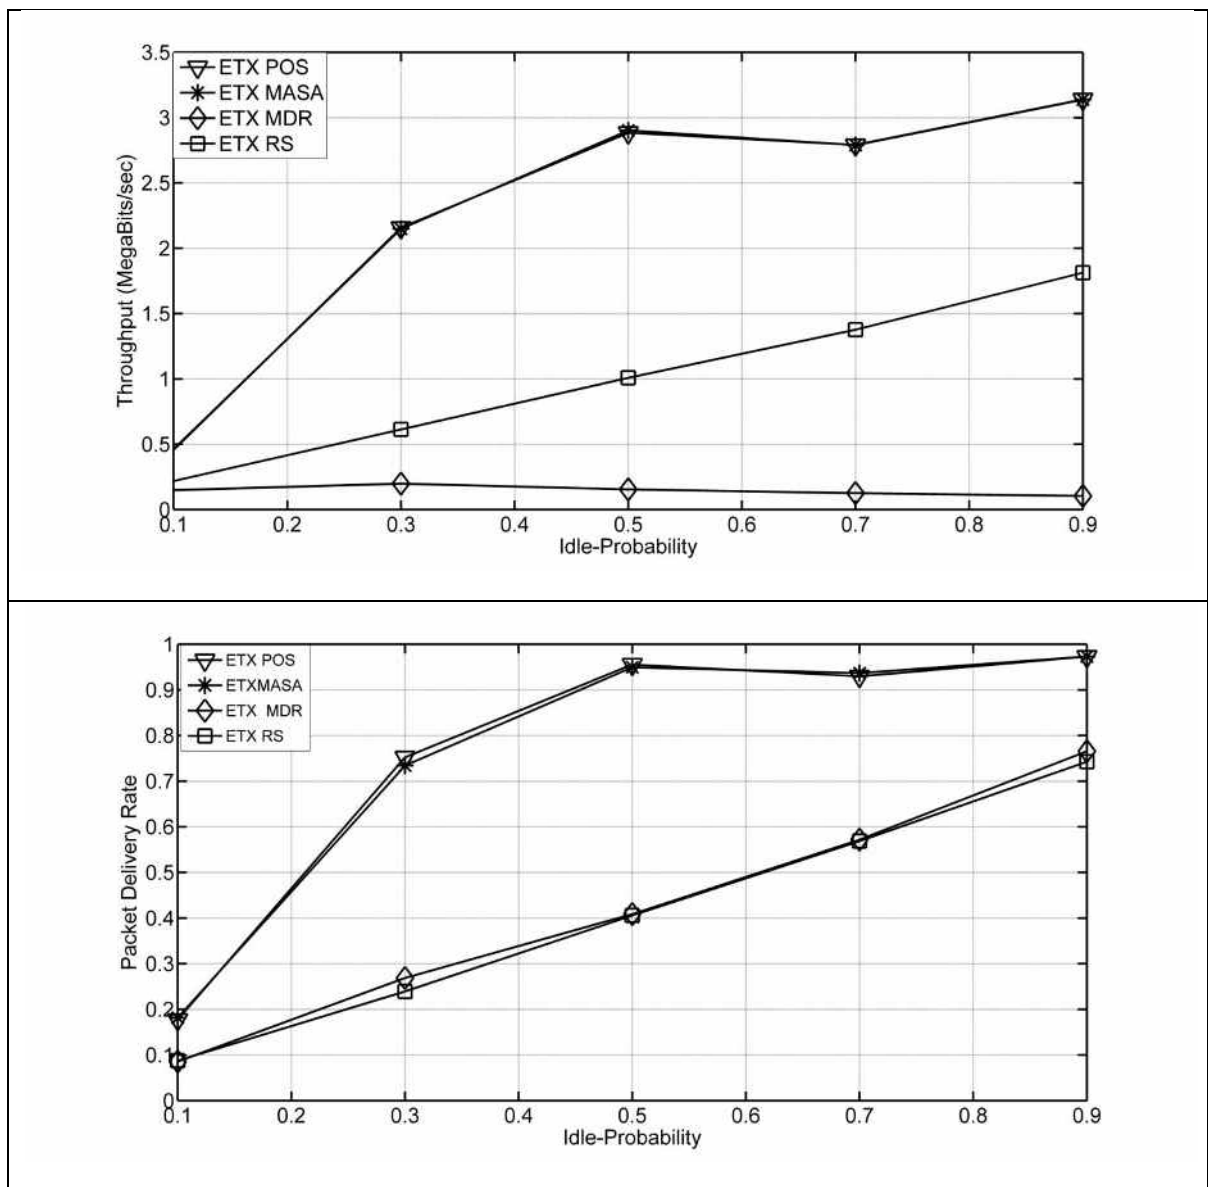 3.5
ETX POS
3
ETX MASA
ETX MDR
ETX RS
2.5
2
1.5
1
0.5
0
Throughput (MegaBits/sec)
0.1 0.2 0.3 0.4 0.5 0.6 0.7 0.8 0.9
Idle-Probability
1
ETX POS
0.9
ETXMASA
ETX MDR
0.8
ETX RS
0.7
0.6
0.5
0.4
0.3
0.2
0.1
0
Packet Delivery Rate
0.1 0.2 0.3 0.4 0.5 0.6 0.7 0.8 0.9
Idle-Probability